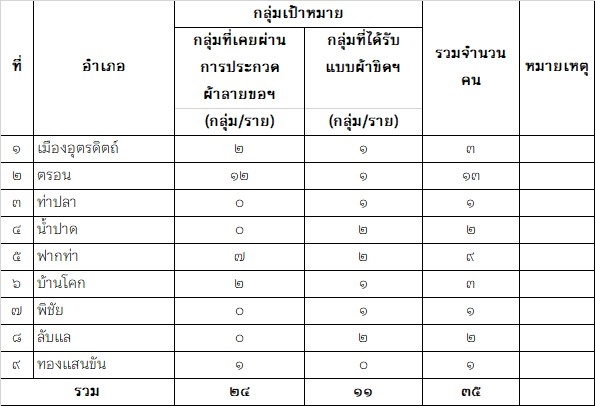 ที่ อำเภอ กลุ่มเป้าหมาย รวมจำนวนคน หมายเหตุ
กลุ่มที่เคยผ่านการประกวดผ้าลายขอฯ กลุ่มที่ได้รับแบบผ้าขิดฯ
(กลุ่ม/ราย) (กลุ่ม/ราย)
๑ เมืองอุตรดิตถ์ ๒ ๑ ๓
๒ ตรอน ๑๒ ๑ ๑๓
๓ ท่าปลา ๐ ๑ ๑
๔ น้ำปาด ๐ ๒ ๒
๕ ฟากท่า ๗ ๒ ๙
๖ บ้านโคก ๒ ๑ ๓
๗ พิชัย ๐ ๑ ๑
๘ ลับแล ๐ ๒ ๒
๙ ทองแสนขัน ๑ ๐ ๑
รวม ๒๔ ๑๑ ๓๕